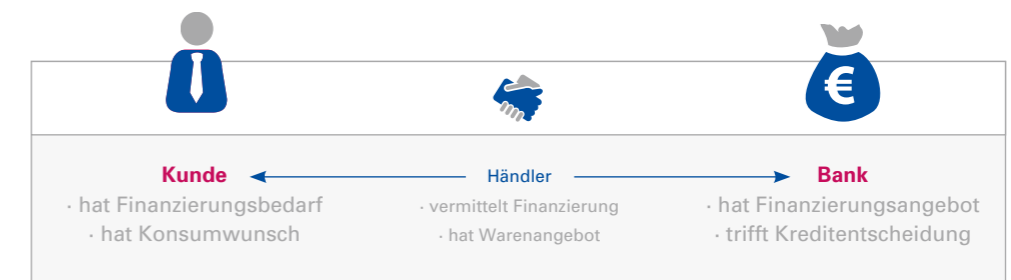 €
Kunde
Händler
Bank
· hat Finanzierungsbedarf
· vermittelt Finanzierung
· hat Finanzierungsangebot
· hat Konsumwunsch
· hat Warenangebot
· trifft Kreditentscheidung